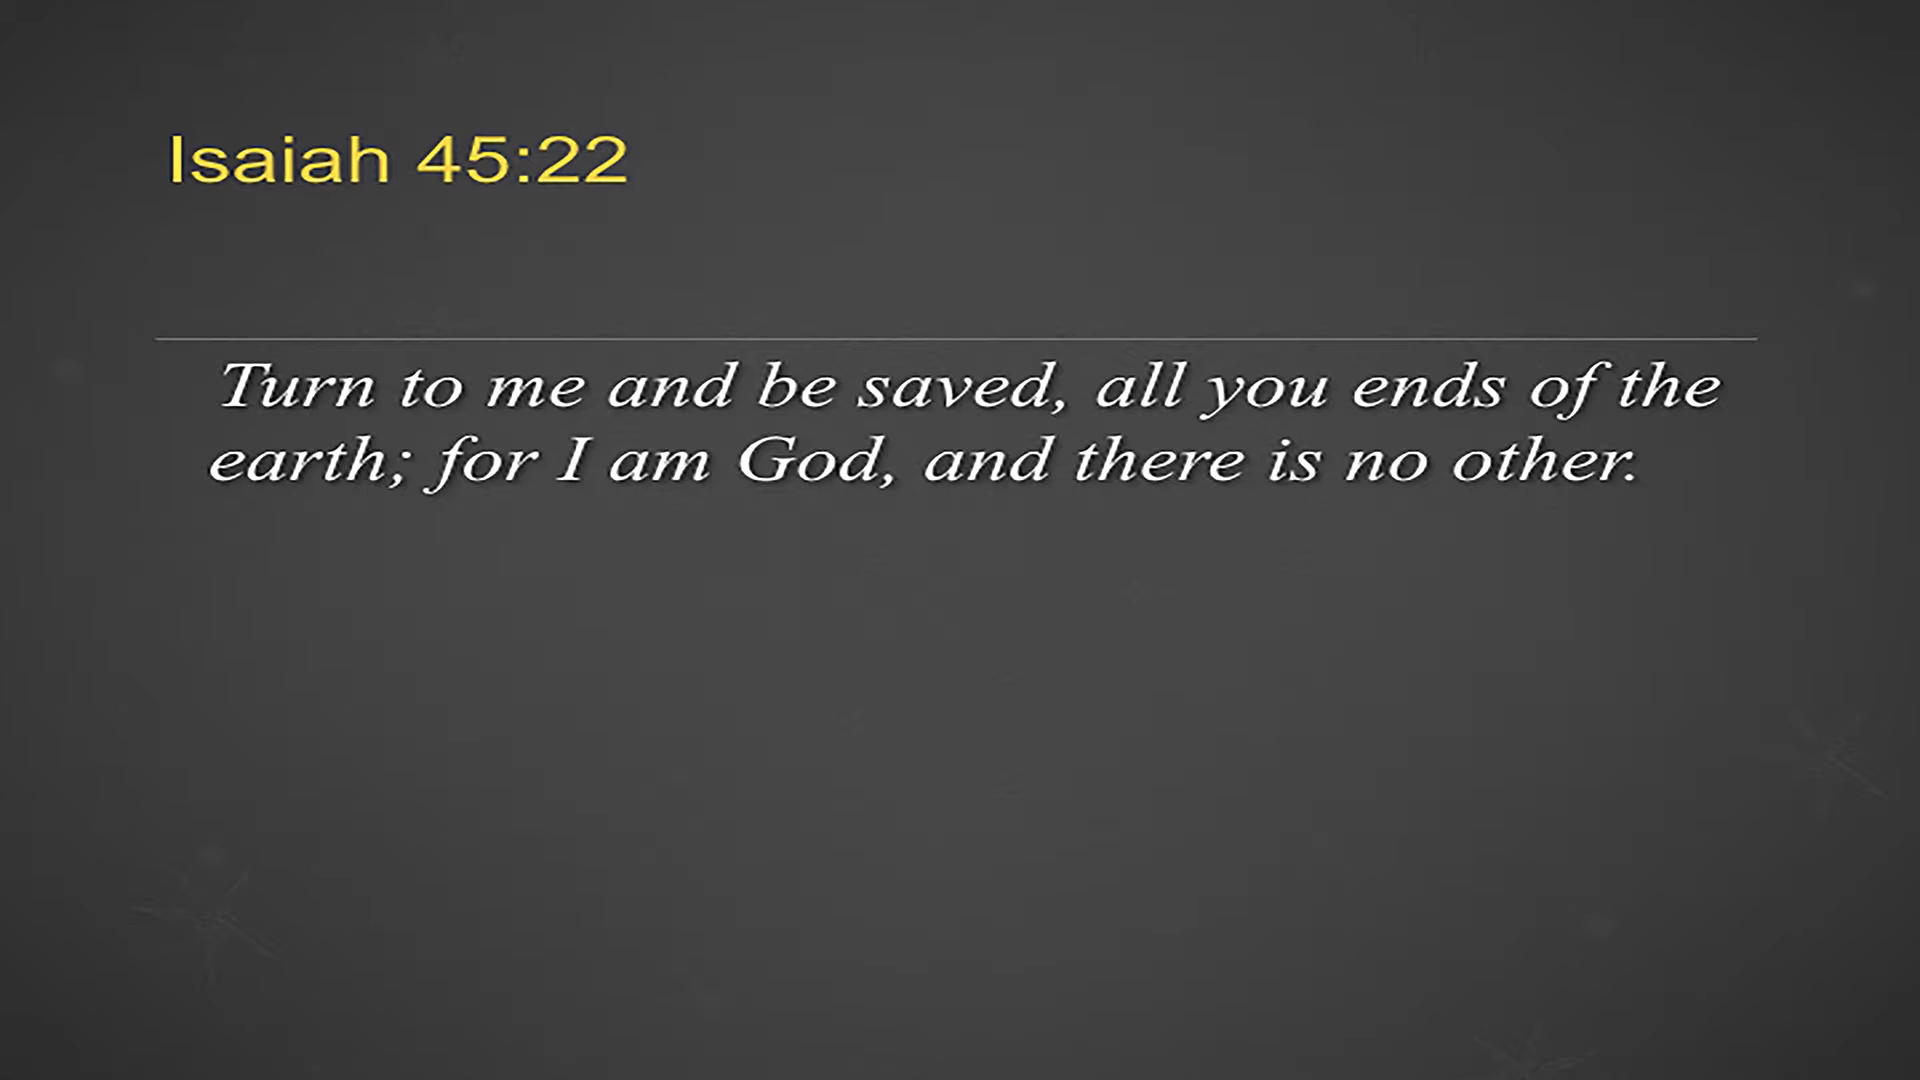 Isaiah 45:22
Turn to me and be saved, all you ends of the
earth; for I am God, and there is no other.